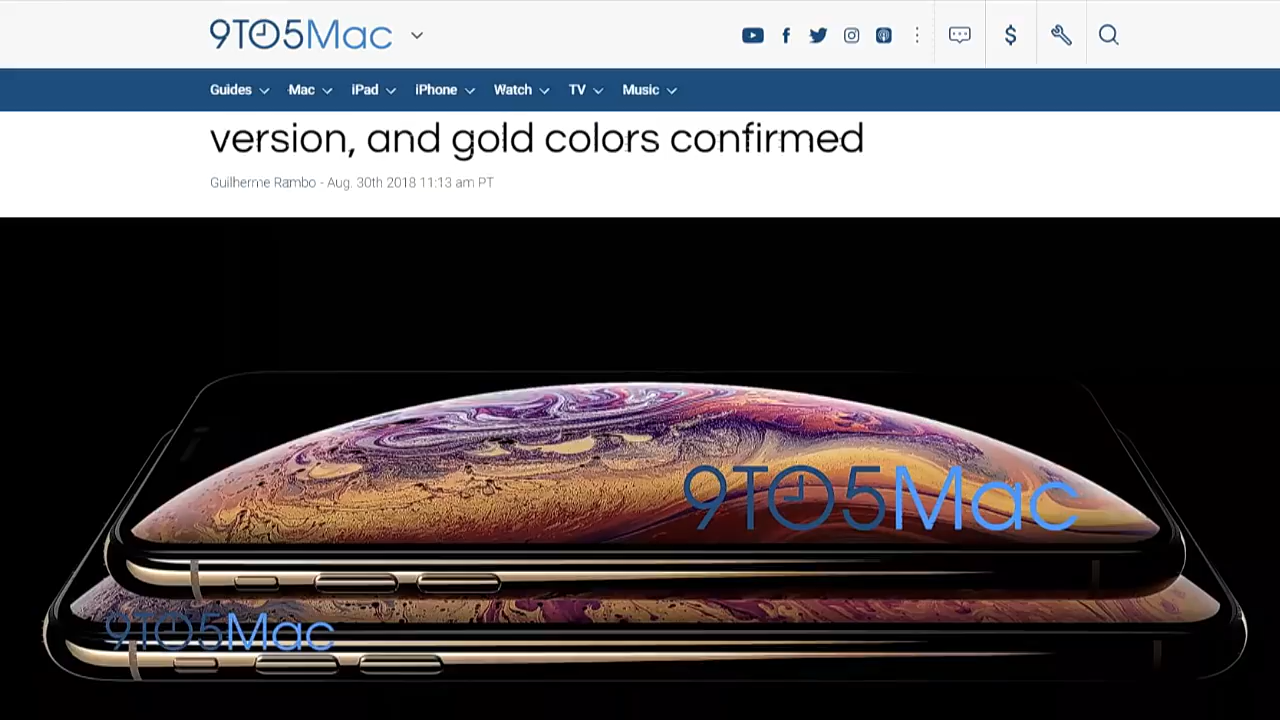 9TO5Mac
Guides Mac iPad iPhone Watch TV Music
version, and gold colors confirmed
Guilherme Rambo - Aug. 30th 2018 11:13 am PT
9TO5Mac
9TO5Mac